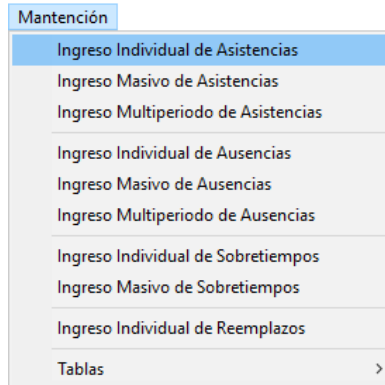 Mantención
Ingreso Individual de Asistencias
Ingreso Masivo de Asistencias
Ingreso Multiperiodo de Asistencias
Ingreso Individual de Ausencias
Ingreso Masivo de Ausencias
Ingreso Multiperiodo de Ausencias
Ingreso Individual de Sobretiempos
Ingreso Masivo de Sobretiempos
Ingreso Individual de Reemplazos
Tablas